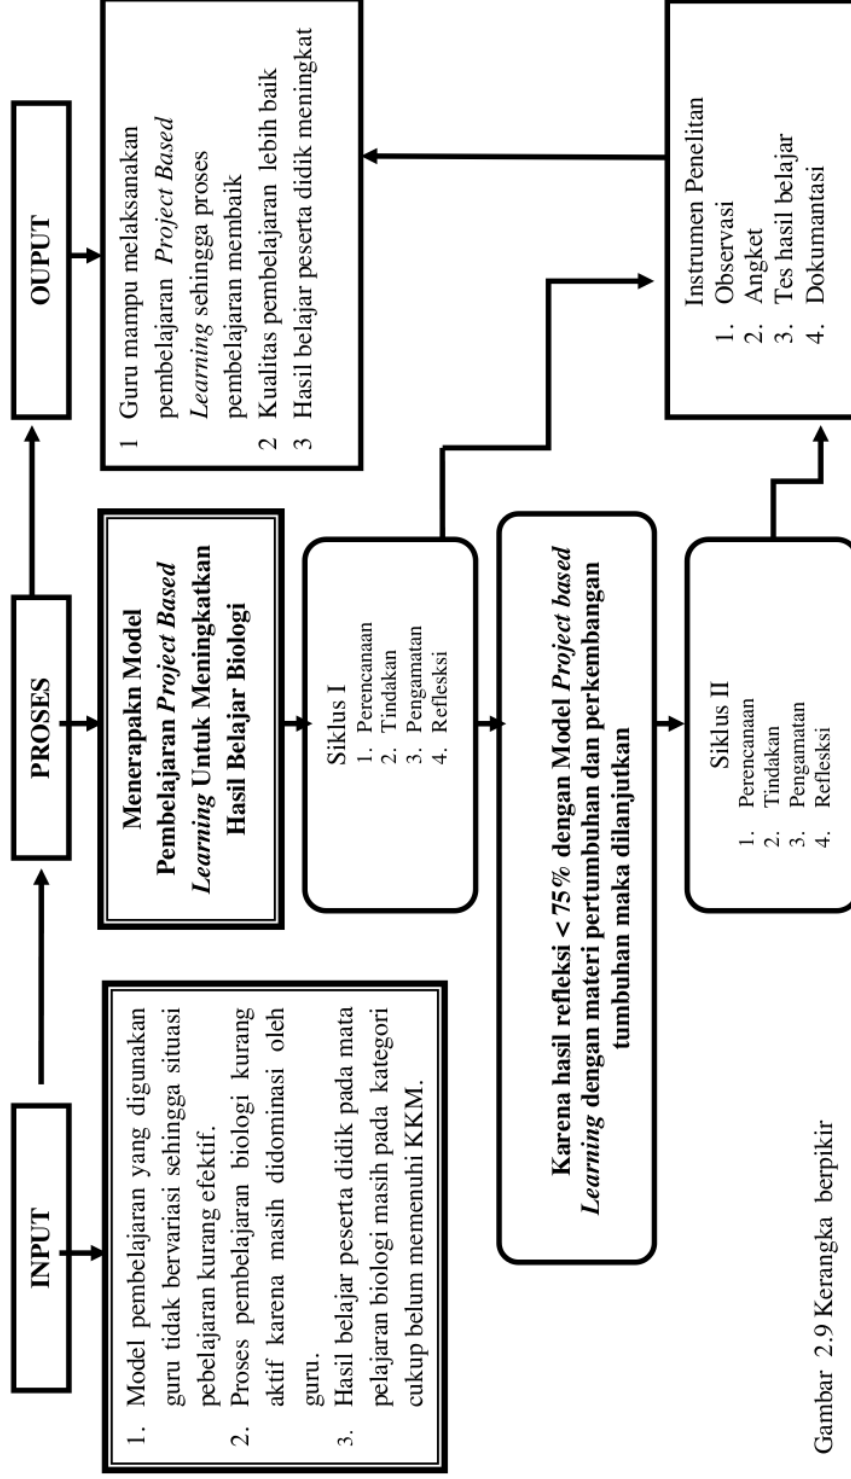 INPUT
PROSES
OUPUT
1. Model pembelajaran yang digunakan
guru tidak bervariasi sehingga situasi
pebelajaran kurang efektif.
2. Proses pembelajaran biologi kurang
aktif karena masih didominasi oleh
guru.
3. Hasil belajar peserta didik pada mata
pelajaran biologi masih pada kategori
cukup belum memenuhi KKM.
Menerapakn Model
Pembelajaran Project Based
Learning Untuk Meningkatkan
Hasil Belajar Biologi
1 Guru mampu melaksanakan
pembelajaran Project Based
Learning sehingga proses
pembelajaran membaik
2 Kualitas pembelajaran lebih baik
3 Hasil belajar peserta didik meningkat
Siklus I
1. Perencanaan
2. Tindakan
3. Pengamatan
4. Reflesksi
Karena hasil refleksi < 75% dengan Model Project based
Learning dengan materi pertumbuhan dan perkembangan
tumbuhan maka dilanjutkan
Siklus II
1. Perencanaan
2. Tindakan
3. Pengamatan
4. Refleksi
Instrumen Penelitan
1. Observasi
2. Angket
3. Tes hasil belajar
4. Dokumantasi
Gambar 2.9 Kerangka berpikir